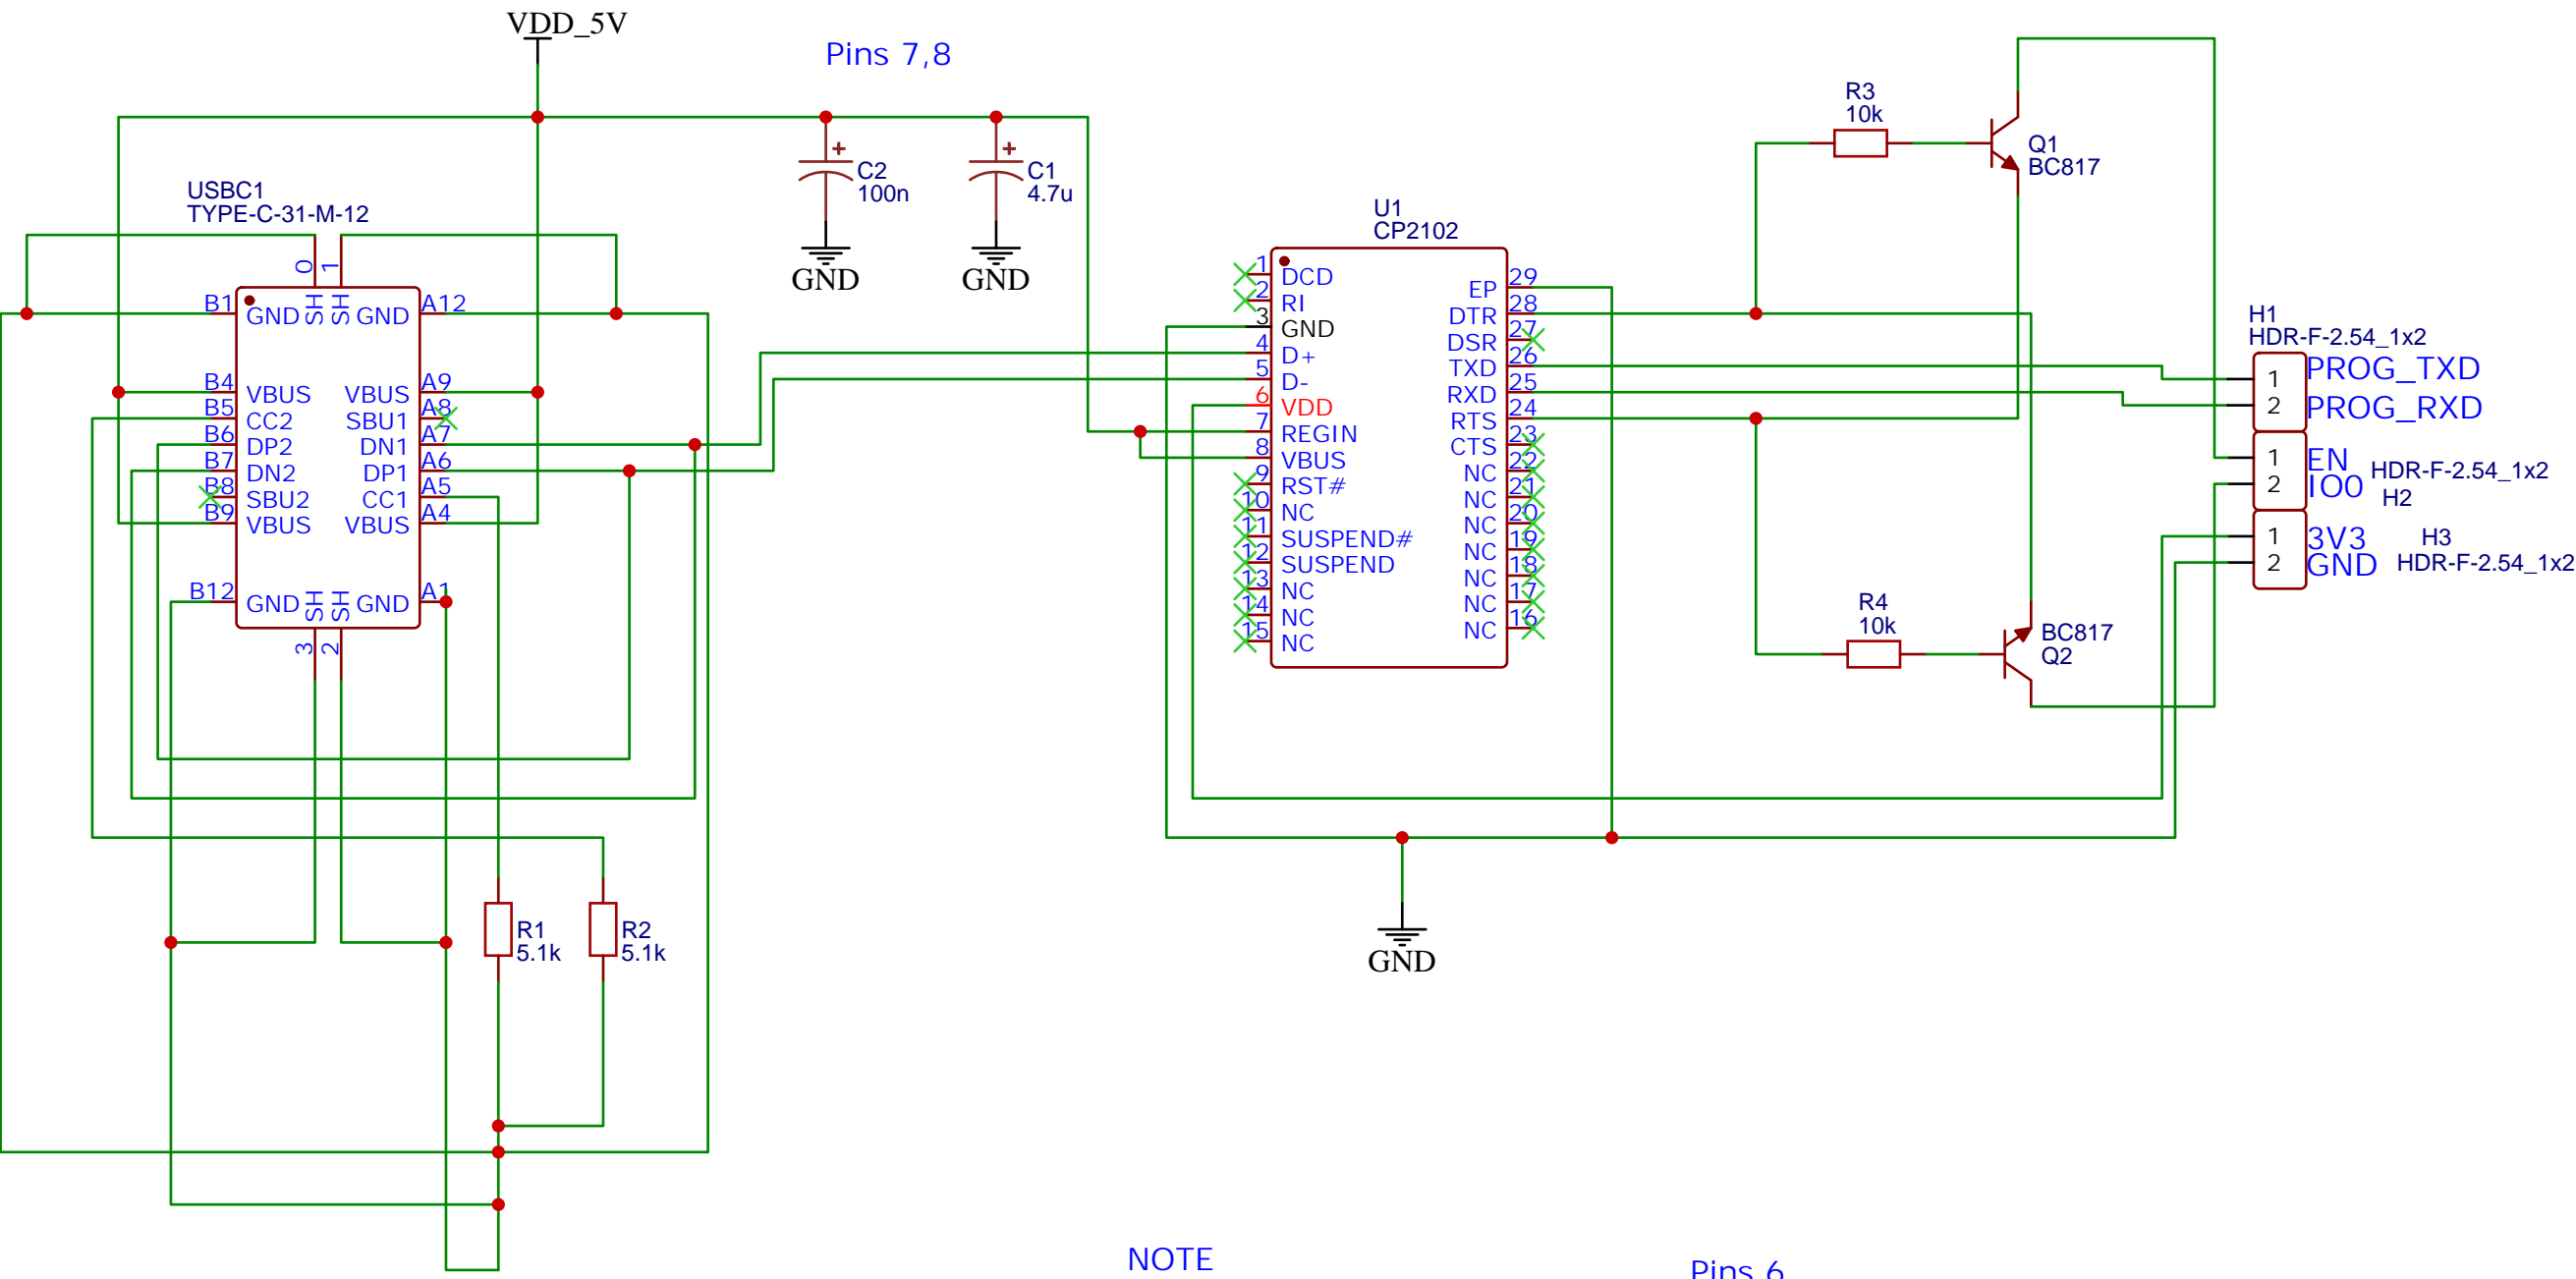 VDD_5V
Pins 7,8
R3
10k
Q1
BC817
C2
100n
C1
4.7u
GND
GND
USBC1
TYPE-C-31-M-12
0
1
SH
SH
B1
GND
GND
A12
B4
VBUS
VBUS
A9
B5
CC2
SBU1
A8
B6
DP2
DN1
A7
B7
DN2
DP1
A6
B8
SBU2
CC1
A5
B9
VBUS
VBUS
A4
B12
GND
GND
A1
SH
SH
3
2
U1
CP2102
1
DCD
2
RI
3
GND
4
D+
5
D-
6
VDD
7
REGIN
8
VBUS
9
RST#
10
NC
11
SUSPEND#
12
SUSPEND
13
NC
14
NC
15
NC
EP
29
DTR
28
DSR
27
TXD
26
RXD
25
RTS
24
CTS
23
NC
22
NC
21
NC
20
NC
19
NC
18
NC
17
NC
16
H1
HDR-F-2.54_1x2
1
PROG_TXD
2
PROG_RXD
1
EN
HDR-F-2.54_1x2
2
IO0
H2
1
3V3
H3
2
GND
HDR-F-2.54_1x2
R4
10k
BC817
Q2
R1
5.1k
R2
5.1k
GND
NOTE
Pins 6